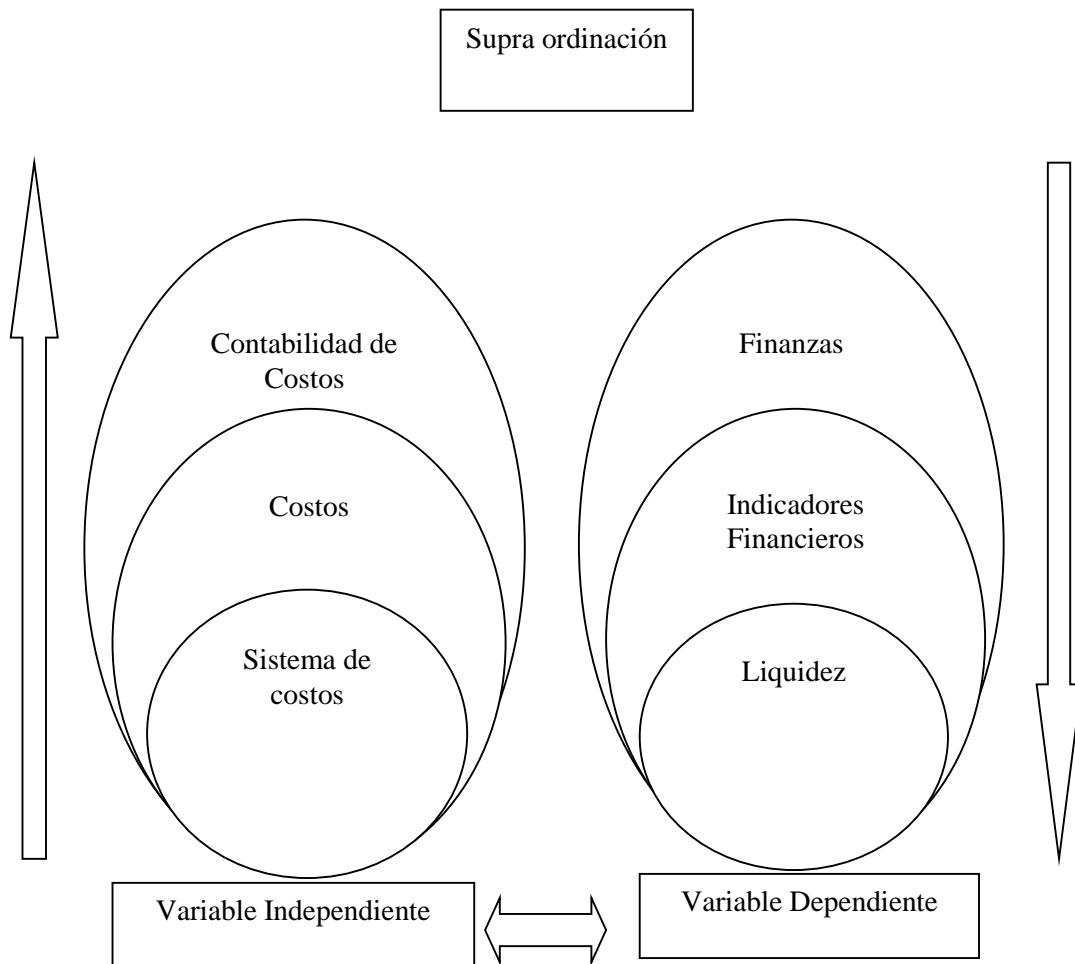 Supra ordinación
Contabilidad de
Costos
Costos
Sistema de
costos
Finanzas
Indicadores
Financieros
Liquidez
Variable Independiente
Variable Dependiente